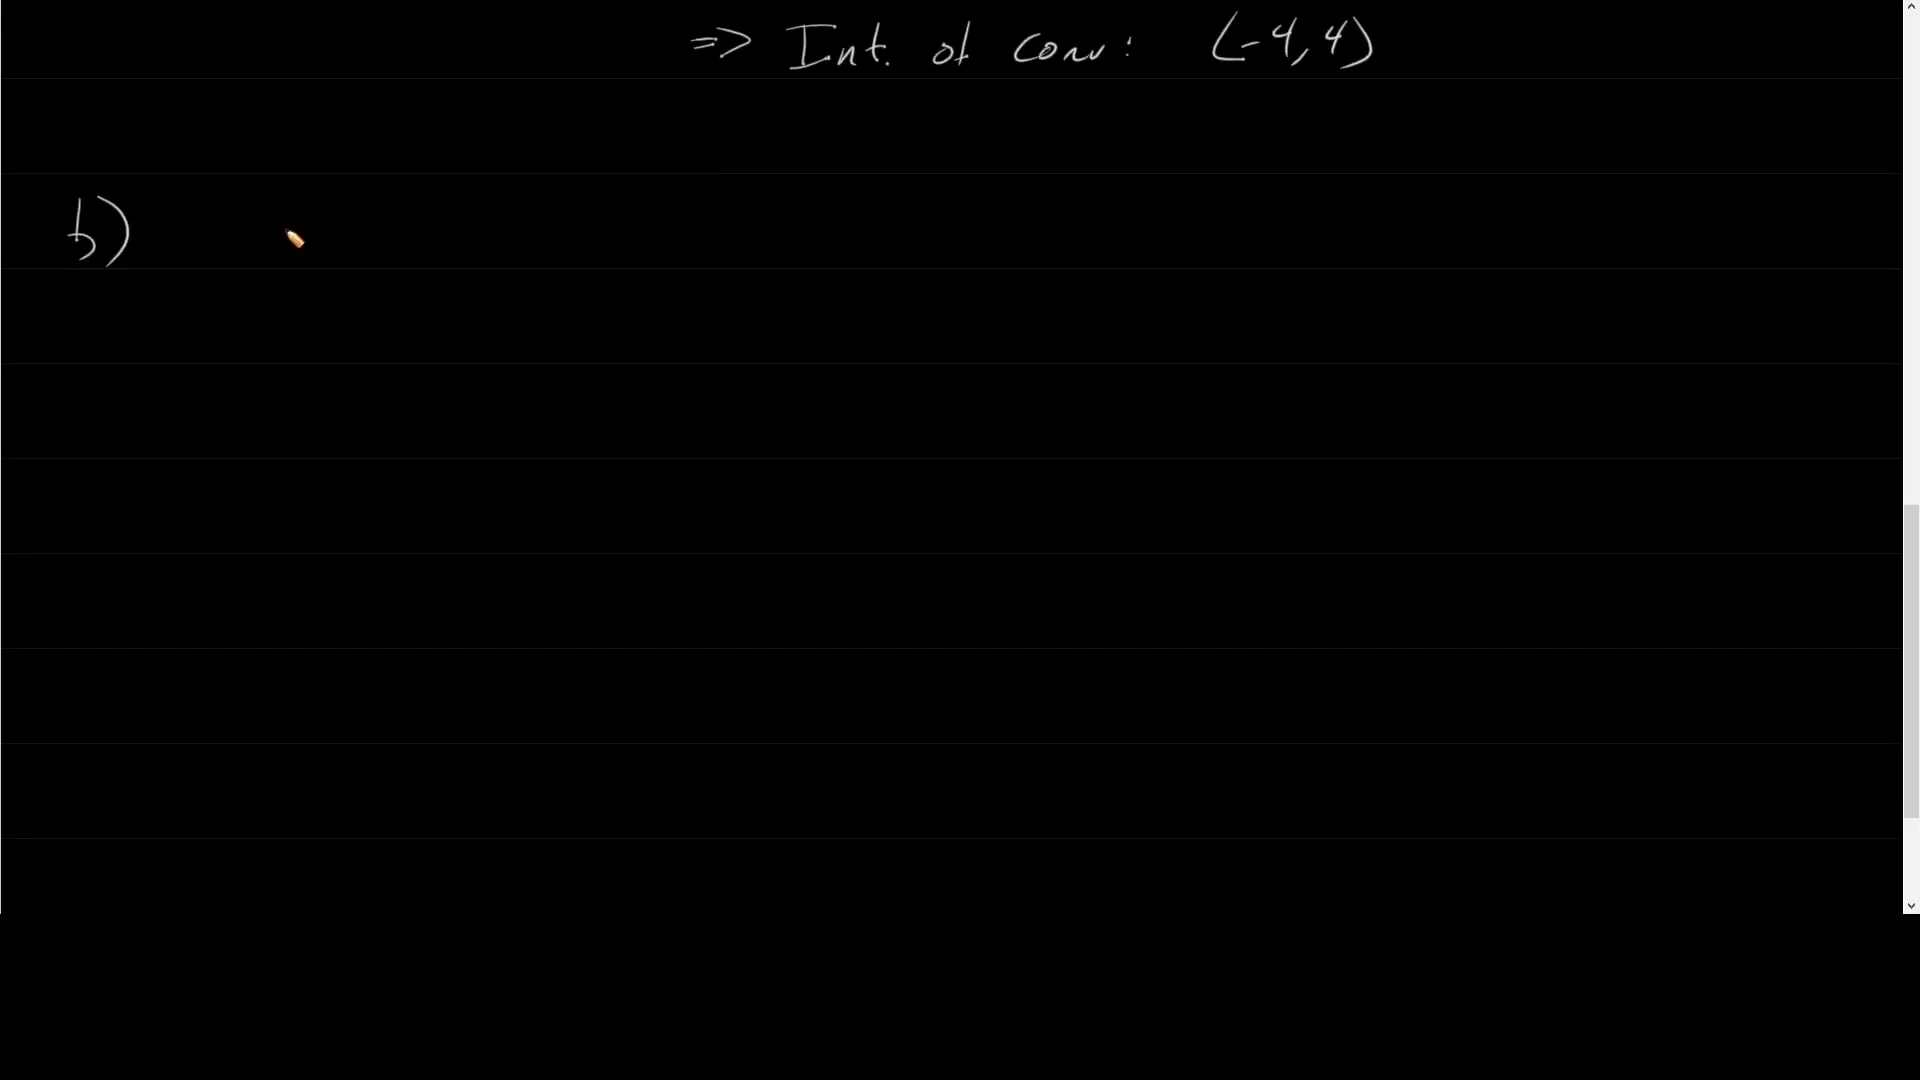 => Int. of conv: (-4,4)
b)